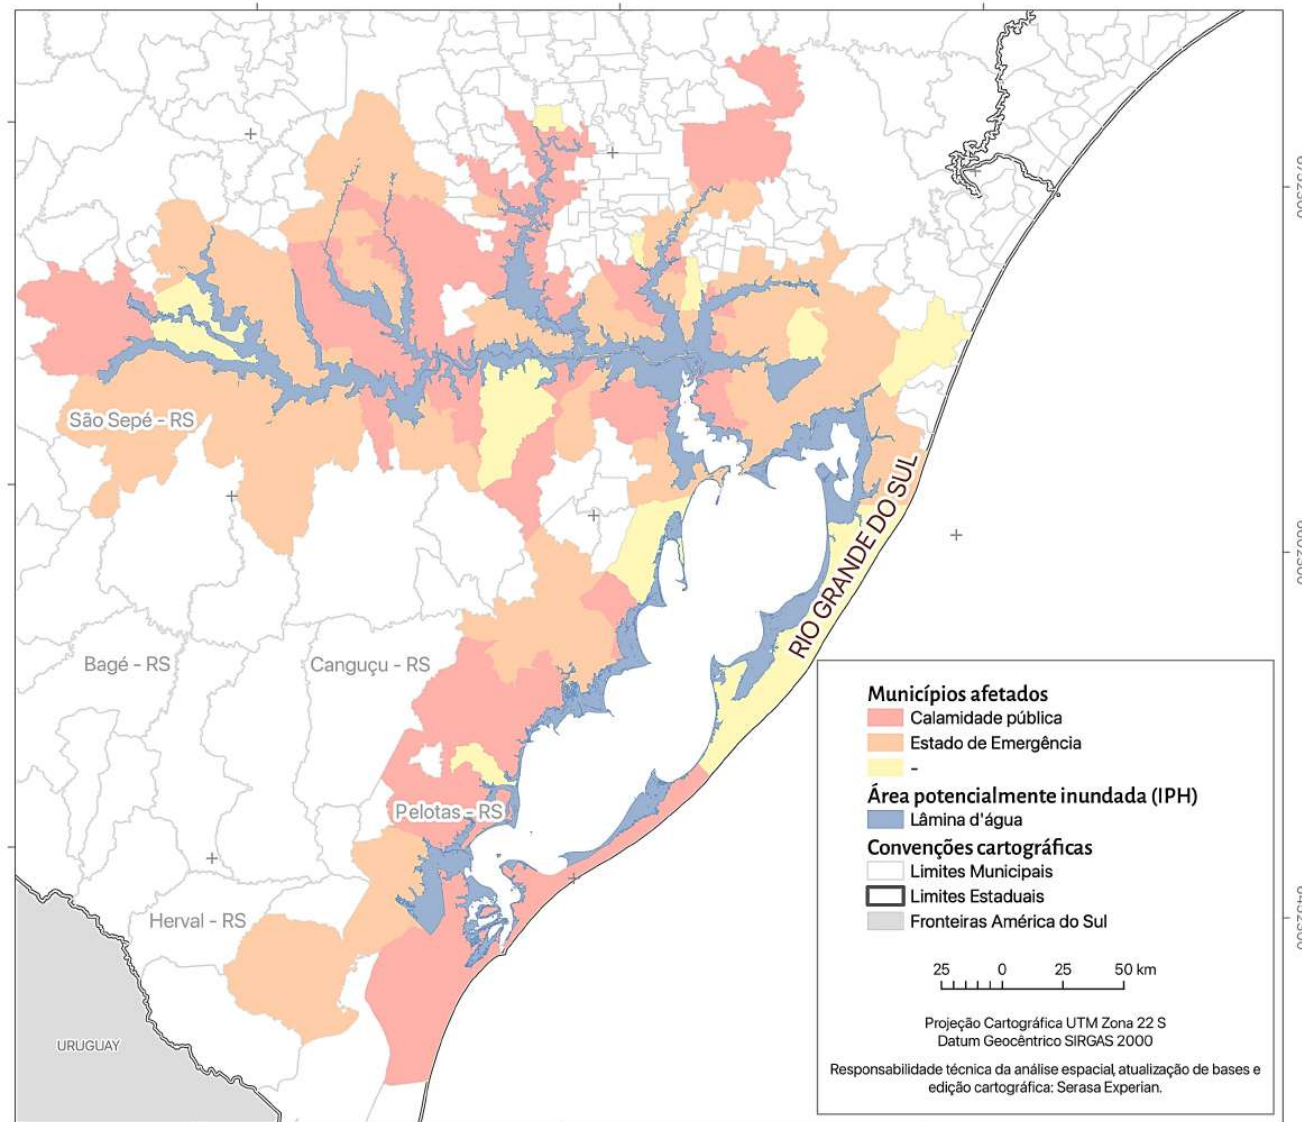 São Sepé - RS
RIO GRANDE DO SUL
Bagé - RS
Canguçu - RS
Pelotas - RS
Herval - RS
URUGUAY
Municípios afetados
Calamidade pública
Estado de Emergência
-
Área potencialmente inundada (IPH)
Lâmina d'água
Convenções cartográficas
Limites Municipais
Limites Estaduais
Fronteiras América do Sul
25 0 25 50 km
Projeção Cartográfica UTM Zona 22 S
Datum Geocêntrico SIRGAS 2000
Responsabilidade técnica da análise espacial, atualização de bases e
edição cartográfica: Serasa Experian.